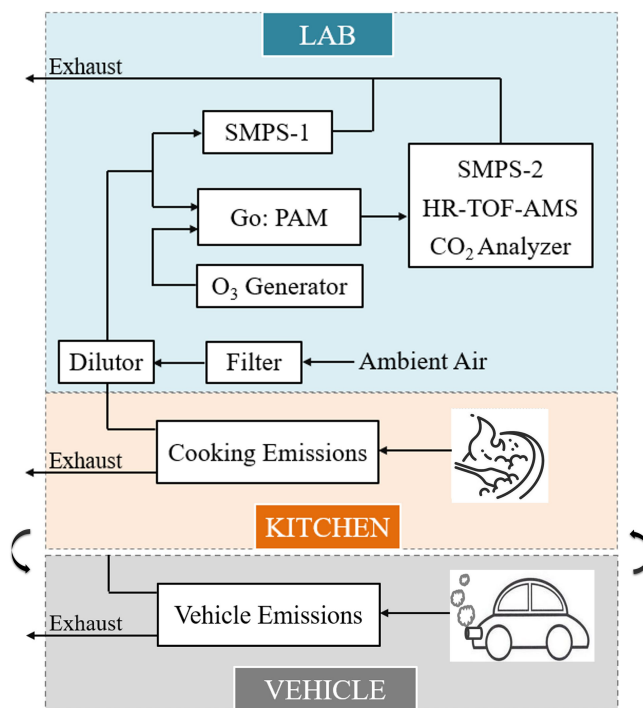 LAB
Exhaust
SMPS-1
SMPS-2
HR-TOF-AMS
CO₂ Analyzer
Go: PAM
O₃ Generator
Dilutor
Filter
Ambient Air
Cooking Emissions
Exhaust
KITCHEN
Vehicle Emissions
Exhaust
VEHICLE